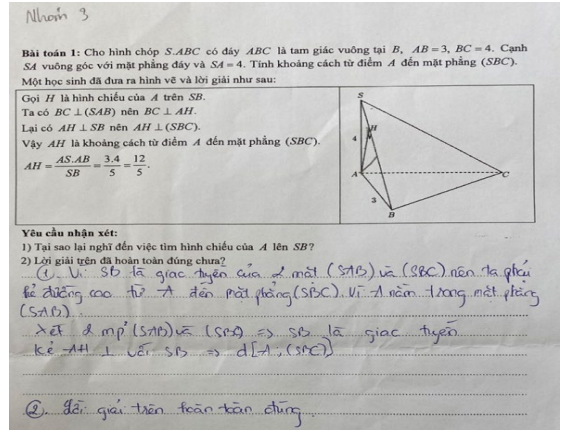 Nhóm 3
Bài toán 1: Cho hình chóp S.ABC có đáy ABC là tam giác vuông tại B, AB = 3, BC = 4. Cạnh
SA vuông góc với mặt phẳng đáy và SA = 4. Tính khoảng cách từ điểm A đến mặt phẳng (SBC).
Một học sinh đã đưa ra hình vẽ và lời giải như sau:
Gọi H là hình chiếu của A trên SB.
Ta có BC ⊥ (SAB) nên BC ⊥ AH.
Lại có AH ⊥ SB nên AH ⊥ (SBC).
Vậy AH là khoảng cách từ điểm A đến mặt phẳng (SBC).
AH = AS.AB/SB = 3.4/5 = 12/5.
S
H
4
A
C
3
B
Yêu cầu nhận xét:
1) Tại sao lại nghĩ đến việc tìm hình chiếu của A lên SB?
2) Lời giải trên đã hoàn toàn đúng chưa?
①. Vì SB là giac tuyến của 2 mặt (SAB) và (SBC) nên ta phải
kẻ đường cao từ A đến mặt phẳng (SBC). Vì A nằm trong mặt phẳng
(SAB).
xét 2 mp (SAB) và (SBC) => SB là giac tuyến
kẻ AH ⊥ với SB => d[A; (SBC)]
②. Lời giải trên hoàn toàn đúng.